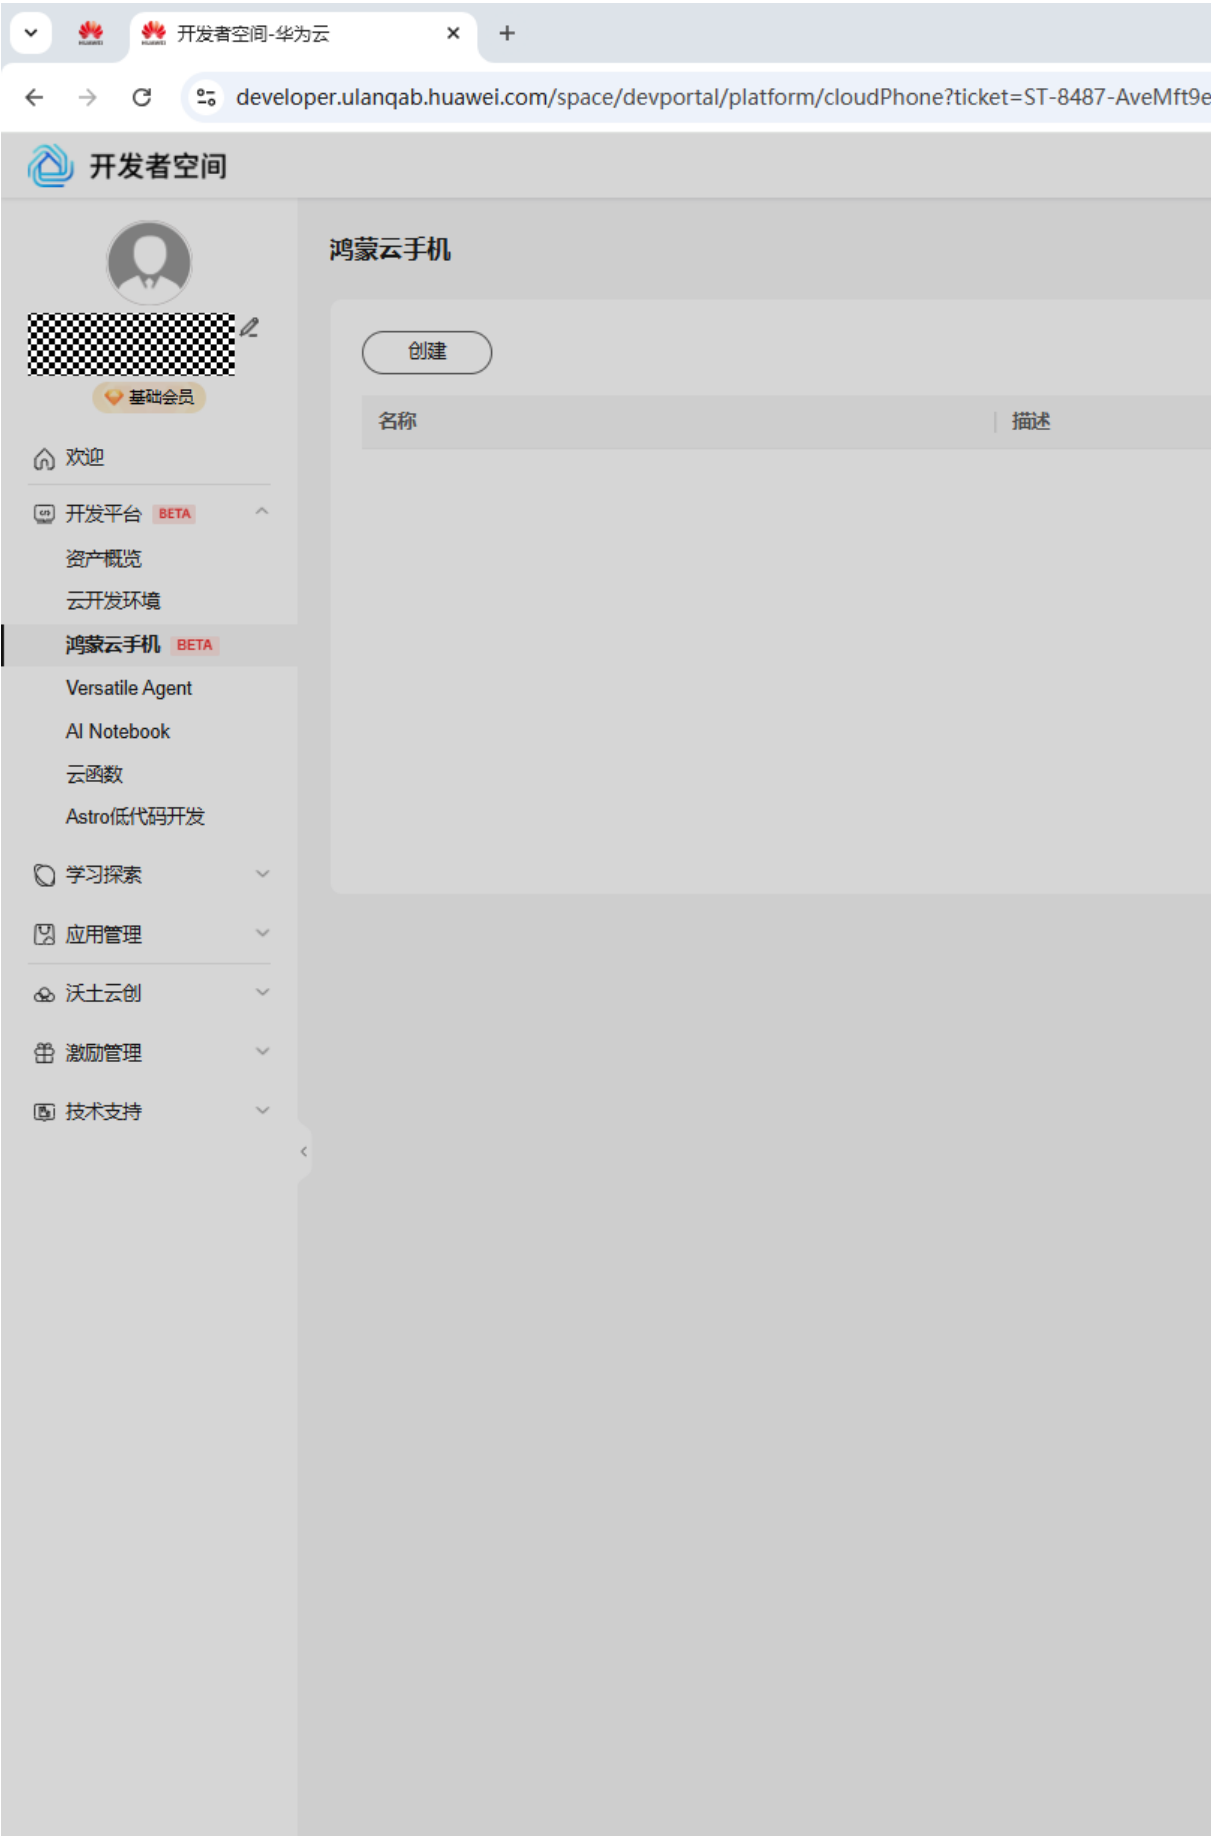 开发者空间-华为云
developer.ulanqab.huawei.com/space/devportal/platform/cloudPhone?ticket=ST-8487-AveMft9e
开发者空间
基础会员
欢迎
开发平台 BETA
资产概览
云开发环境
鸿蒙云手机 BETA
Versatile Agent
AI Notebook
云函数
Astro低代码开发
学习探索
应用管理
沃土云创
激励管理
技术支持
鸿蒙云手机
创建
名称 描述